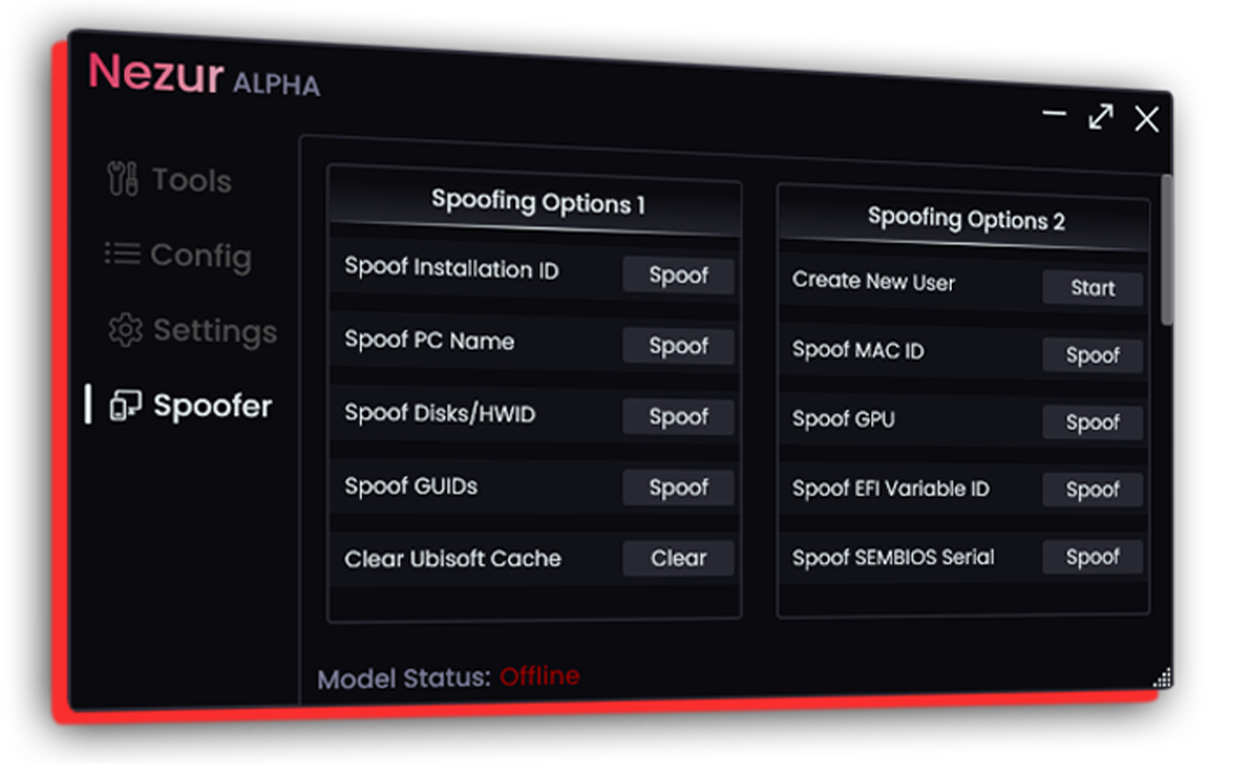 Nezur ALPHA
Tools
Config
Settings
Spoofer
Spoofing Options 1
Spoof Installation ID Spoof
Spoof PC Name Spoof
Spoof Disks/HWID Spoof
Spoof GUIDs Spoof
Clear Ubisoft Cache Clear
Spoofing Options 2
Create New User Start
Spoof MAC ID Spoof
Spoof GPU Spoof
Spoof EFI Variable ID Spoof
Spoof SEMBIOS Serial Spoof
Model Status: Offline